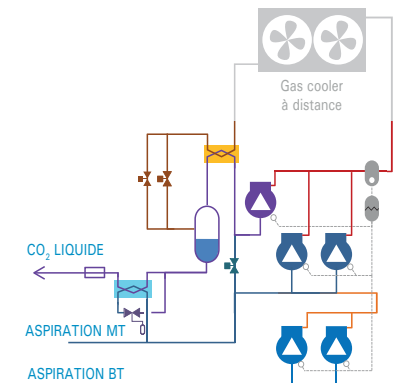 Gas cooler
à distance
CO₂ LIQUIDE
ASPIRATION MT
ASPIRATION BT